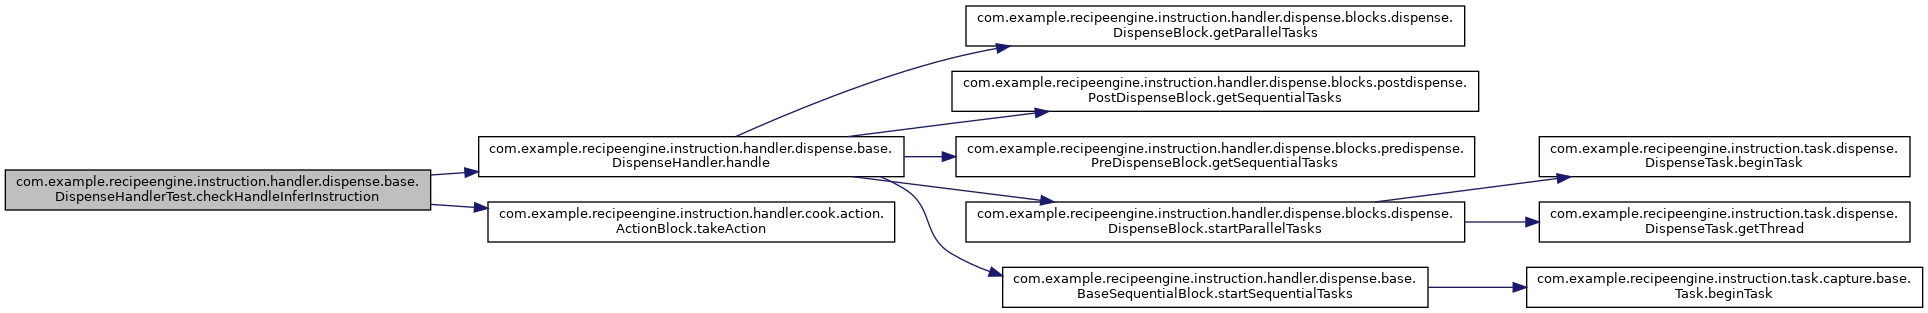 com.example.recipeengine.instruction.handler.dispense.blocks.dispense.
DispenseBlock.getParallelTasks
com.example.recipeengine.instruction.handler.dispense.blocks.postdispense.
PostDispenseBlock.getSequentialTasks
com.example.recipeengine.instruction.handler.dispense.base.
DispenseHandler.handle
com.example.recipeengine.instruction.handler.dispense.blocks.predispense.
PreDispenseBlock.getSequentialTasks
com.example.recipeengine.instruction.task.dispense.
DispenseTask.beginTask
com.example.recipeengine.instruction.handler.dispense.base.
DispenseHandlerTest.checkHandleInferInstruction
com.example.recipeengine.instruction.handler.cook.action.
ActionBlock.takeAction
com.example.recipeengine.instruction.handler.dispense.blocks.dispense.
DispenseBlock.startParallelTasks
com.example.recipeengine.instruction.task.dispense.
DispenseTask.getThread
com.example.recipeengine.instruction.handler.dispense.base.
BaseSequentialBlock.startSequentialTasks
com.example.recipeengine.instruction.task.capture.base.
Task.beginTask